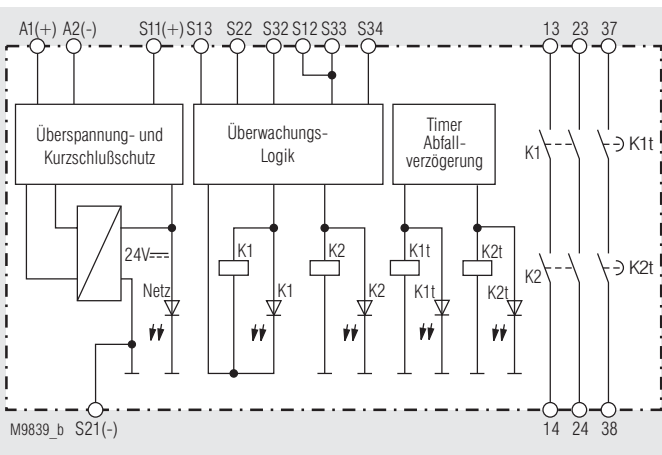 A1(+) A2(-) S11(+) S13 S22 S32 S12 S33 S34 13 23 37
Überspannung- und
Kurzschlußschutz
Überwachungs-
Logik
Timer
Abfall-
verzögerung
K1 K1t
24V
K1 K2 K1t K2t
K2 K2t
Netz K1 K2 K1t K2t
M9839_b S21(-) 14 24 38